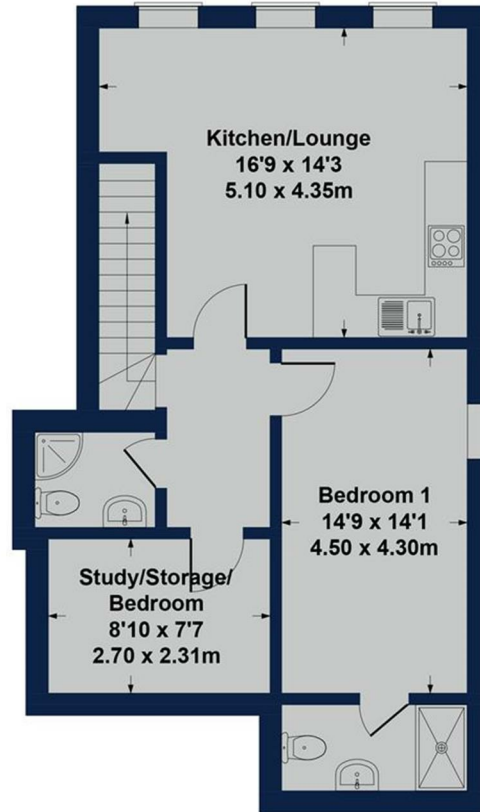 Kitchen/Lounge
16'9 x 14'3
5.10 x 4.35m
Bedroom 1
14'9 x 14'1
4.50 x 4.30m
Study/Storage/
Bedroom
8'10 x 7'7
2.70 x 2.31m